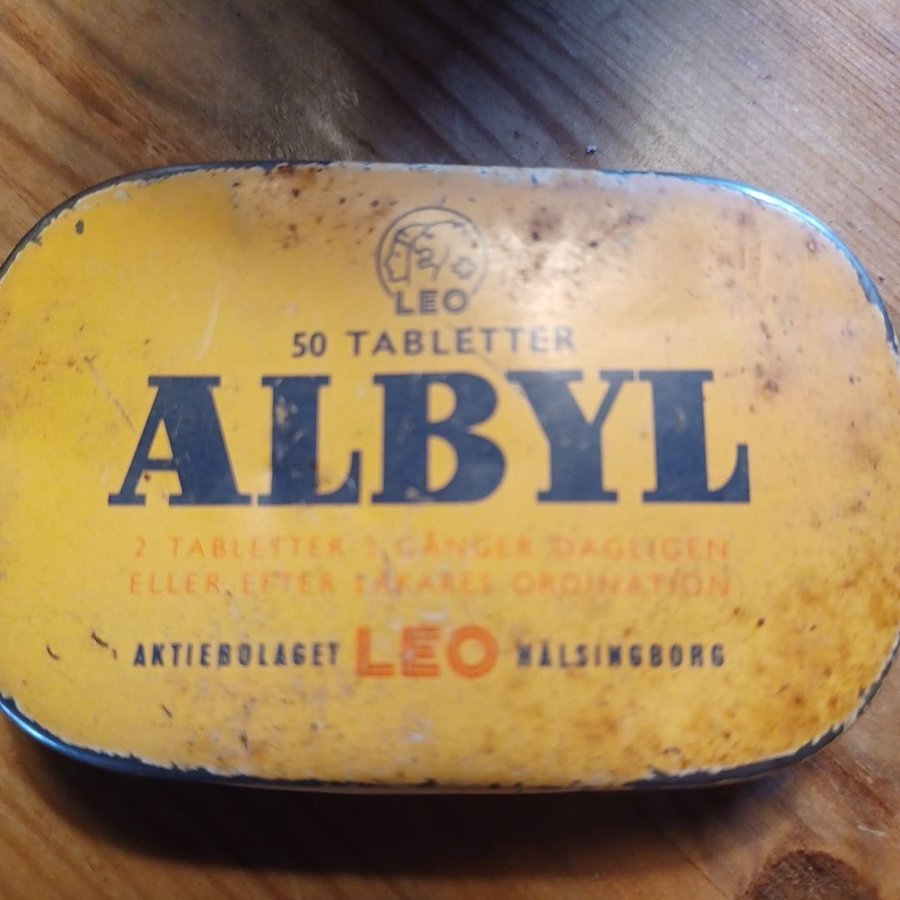 LEO
50 TABLETTER
ALBYL
2 TABLETTER 3 GÅNGER DAGLIGEN
ELLER EFTER LÄKARES ORDINATION
AKTIEBOLAGET LEO HÄLSINGBORG